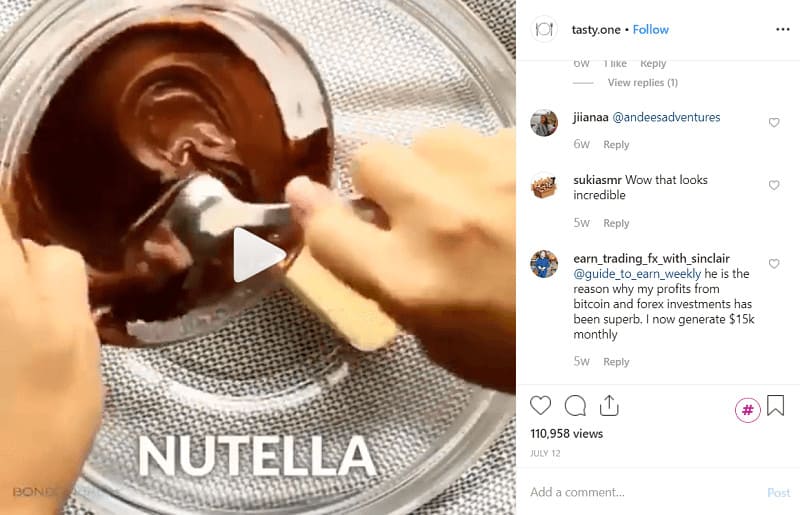 tasty.one • Follow
6w 1 like Reply
View replies (1)
jiianaa @andeesadventures
6w Reply
sukiasmr Wow that looks
incredible
5w Reply
earn_trading_fx_with_sinclair
@guide_to_earn_weekly he is the
reason why my profits from
bitcoin and forex investments has
been superb. I now generate $15k
monthly
5w Reply
#
110,958 views
JULY 12
Add a comment... Post
NUTELLA